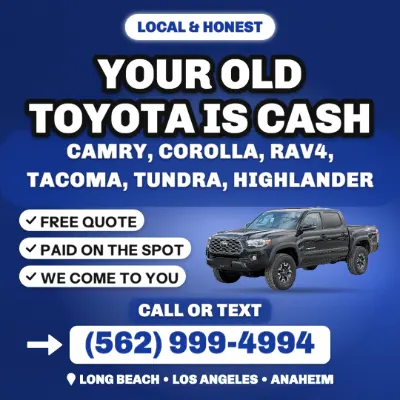 LOCAL & HONEST
YOUR OLD
TOYOTA IS CASH
CAMRY, COROLLA, RAV4,
TACOMA, TUNDRA, HIGHLANDER
✓ FREE QUOTE
✓ PAID ON THE SPOT
✓ WE COME TO YOU
CALL OR TEXT
→ (562) 999-4994
LONG BEACH • LOS ANGELES • ANAHEIM